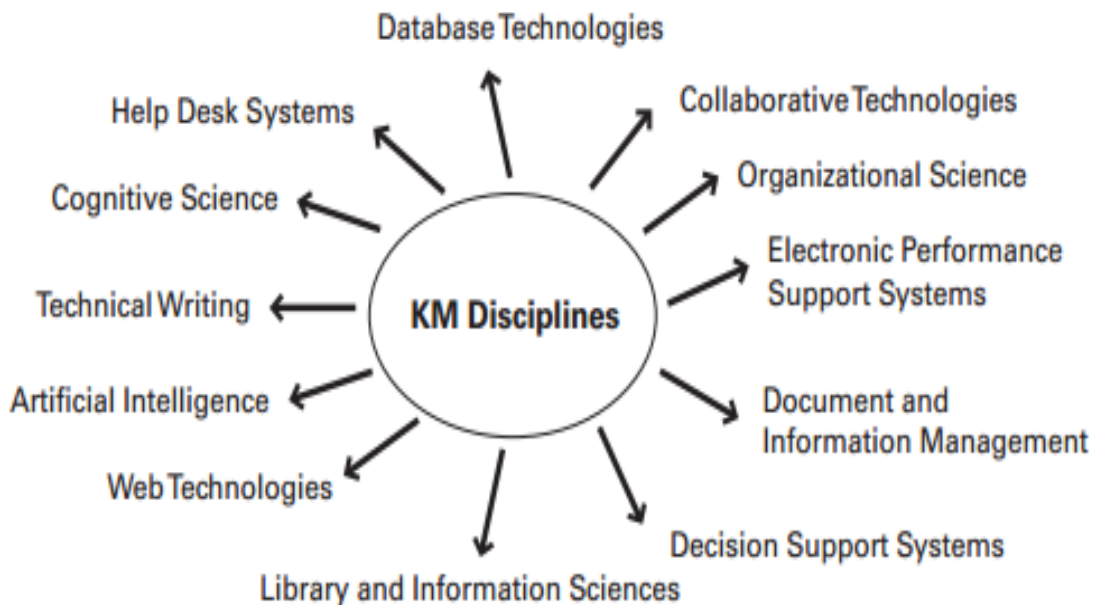 Database Technologies
Help Desk Systems
Collaborative Technologies
Cognitive Science
Organizational Science
Electronic Performance
Support Systems
Technical Writing
KM Disciplines
Artificial Intelligence
Document and
Information Management
Web Technologies
Decision Support Systems
Library and Information Sciences